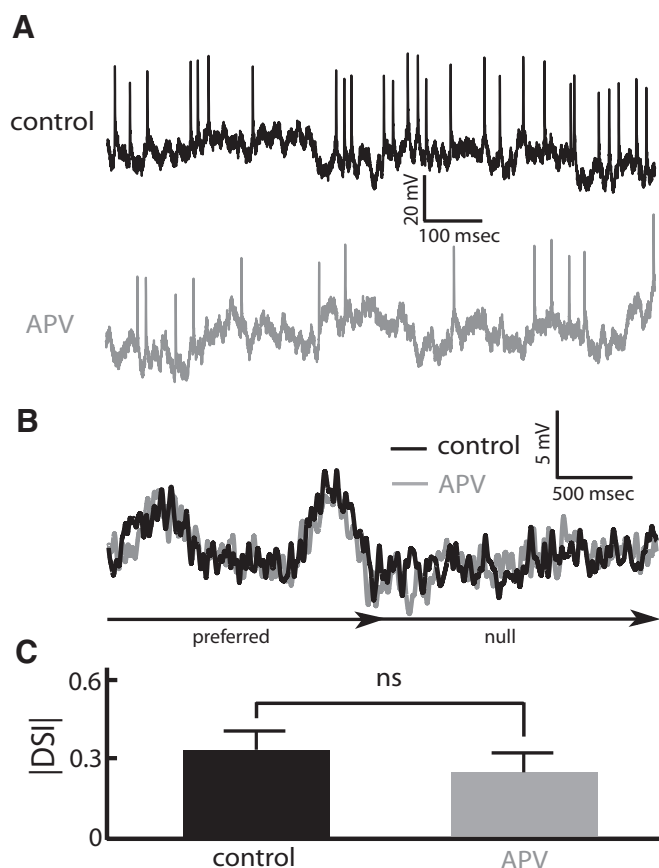 A
control
20 mV
100 msec
APV
B
control
APV
5 mV
500 msec
preferred
null
C
ns
|DSI|
0.6
0.3
0
control
APV